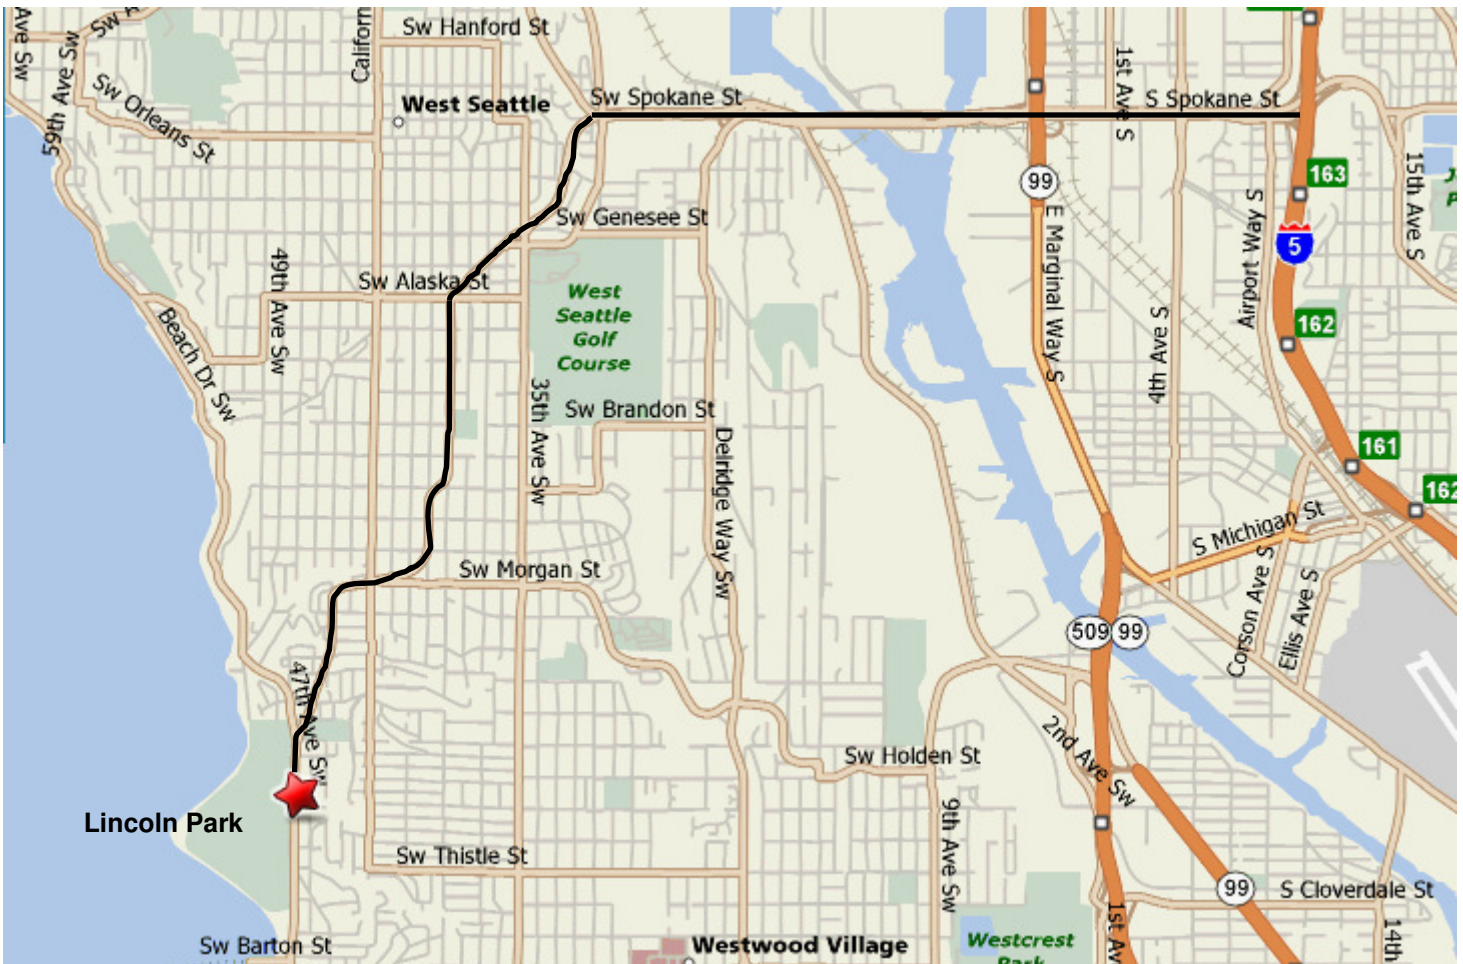 Ave Sw
59th Ave Sw
Sw A
Californ
Sw Hanford St
Sw Orleans St
West Seattle
Sw Spokane St
1st Ave S
S Spokane St
163
15th Ave S
J
P
99
5
Sw Genesee St
E Marginal Way S
Airport Way S
49th Ave Sw
Sw Alaska St
West
Seattle
Golf
Course
162
4th Ave S
Beach Dr Sw
35th Ave Sw
Sw Brandon St
Delridge Way Sw
161
162
S Michigan St
Sw Morgan St
Corson Ave S
Ellis Ave S
509
99
47th Ave Sw
2nd Ave Sw
Sw Holden St
Lincoln Park
9th Ave Sw
Sw Thistle St
99
S Cloverdale St
1st Av
14th
Sw Barton St
Westwood Village
Westcrest
Park